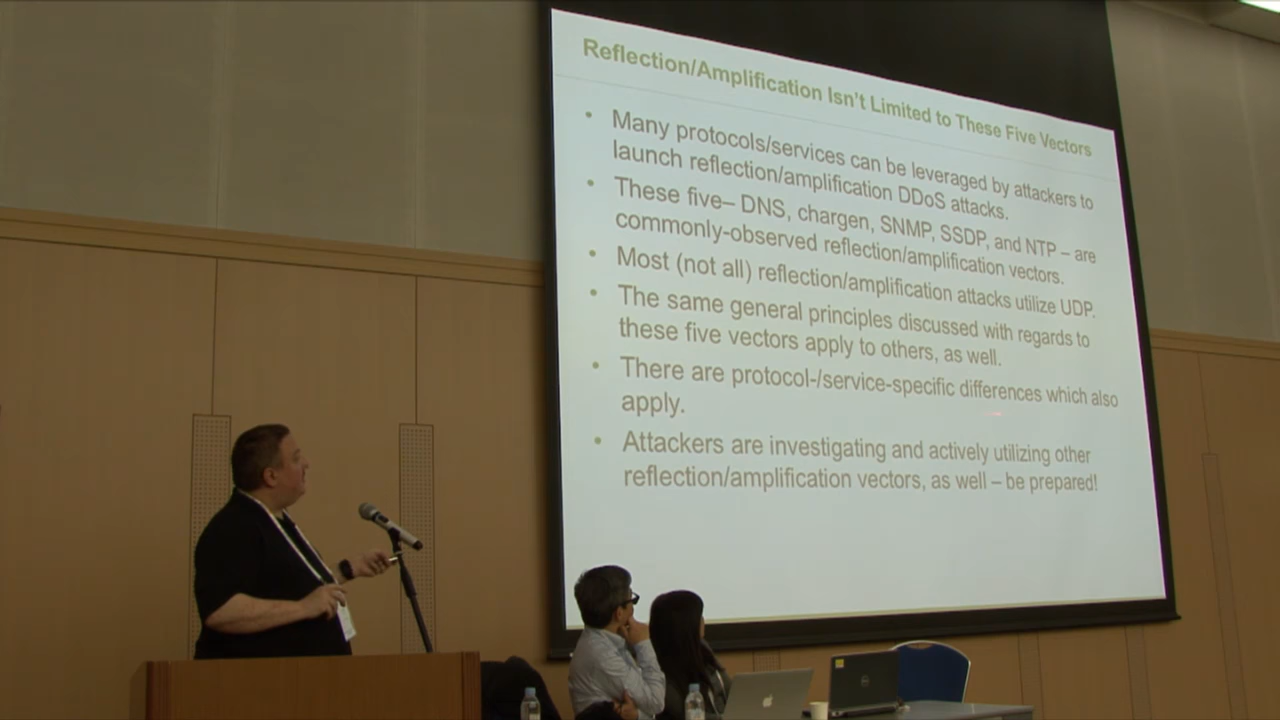 Reflection/Amplification Isn't Limited to These Five Vectors
• Many protocols/services can be leveraged by attackers to
launch reflection/amplification DDoS attacks.
• These five– DNS, chargen, SNMP, SSDP, and NTP – are
commonly-observed reflection/amplification vectors.
• Most (not all) reflection/amplification attacks utilize UDP.
• The same general principles discussed with regards to
these five vectors apply to others, as well.
• There are protocol-/service-specific differences which also
apply.
• Attackers are investigating and actively utilizing other
reflection/amplification vectors, as well – be prepared!